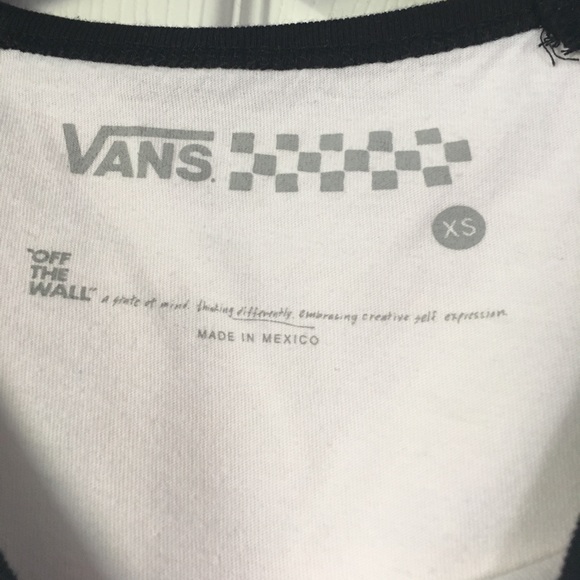 VANS.
XS
"OFF
THE
WALL" a state of mind. thinking differently. embracing creative self expression.
MADE IN MEXICO